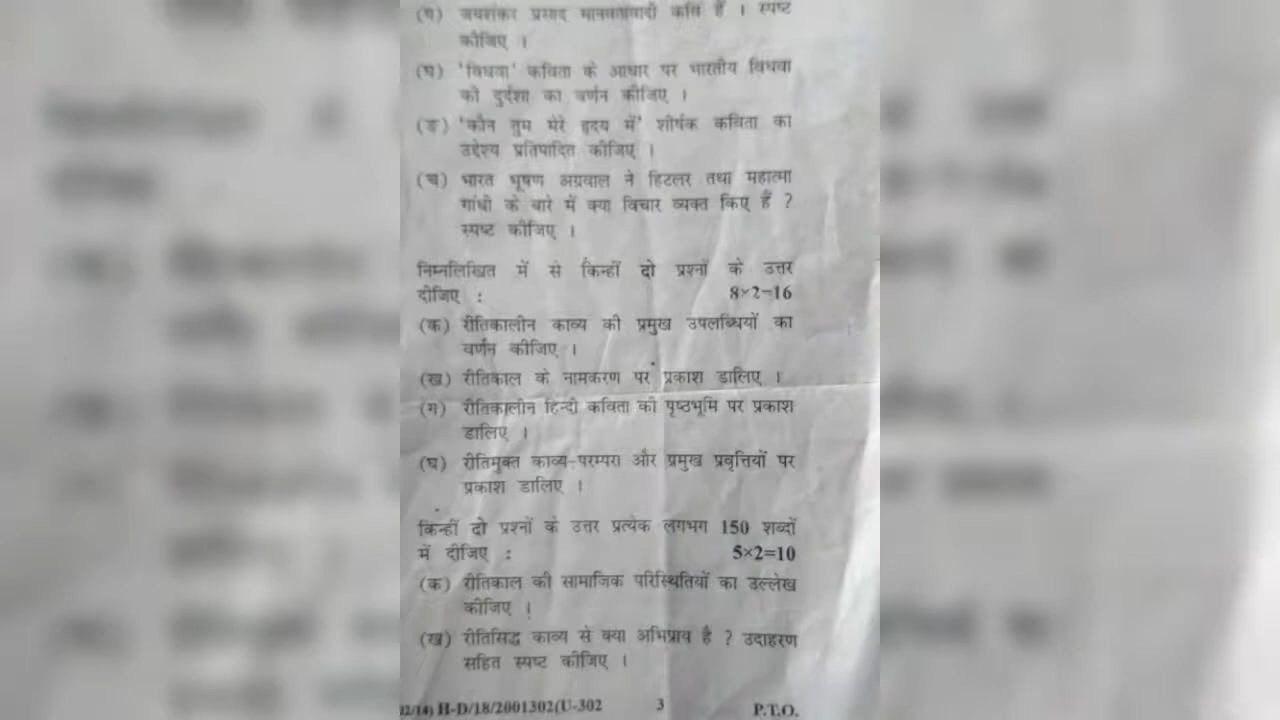 (ग) जयशंकर प्रसाद मानवतावादी कवि हैं । स्पष्ट
कीजिए ।
(घ) 'विधवा' कविता के आधार पर भारतीय विधवा
की दुर्दशा का वर्णन कीजिए ।
(ङ) 'कौन तुम मेरे हृदय में' शीर्षक कविता का
उद्देश्य प्रतिपादित कीजिए ।
(च) भारत भूषण अग्रवाल ने हिटलर तथा महात्मा
गांधी के बारे में क्या विचार व्यक्त किए हैं ?
स्पष्ट कीजिए ।
निम्नलिखित में से किन्हीं दो प्रश्नों के उत्तर
दीजिए : 8×2=16
(क) रीतिकालीन काव्य की प्रमुख उपलब्धियों का
वर्णन कीजिए ।
(ख) रीतिकाल के नामकरण पर प्रकाश डालिए ।
(ग) रीतिकालीन हिन्दी कविता की पृष्ठभूमि पर प्रकाश
डालिए ।
(घ) रीतिमुक्त काव्य-परम्परा और प्रमुख प्रवृत्तियों पर
प्रकाश डालिए ।
किन्हीं दो प्रश्नों के उत्तर प्रत्येक लगभग 150 शब्दों
में दीजिए : 5×2=10
(क) रीतिकाल की सामाजिक परिस्थितियों का उल्लेख
कीजिए ।
(ख) रीतिसिद्ध काव्य से क्या अभिप्राय है ? उदाहरण
सहित स्पष्ट कीजिए ।
H-D/18/2001302(U-302 3 P.T.O.